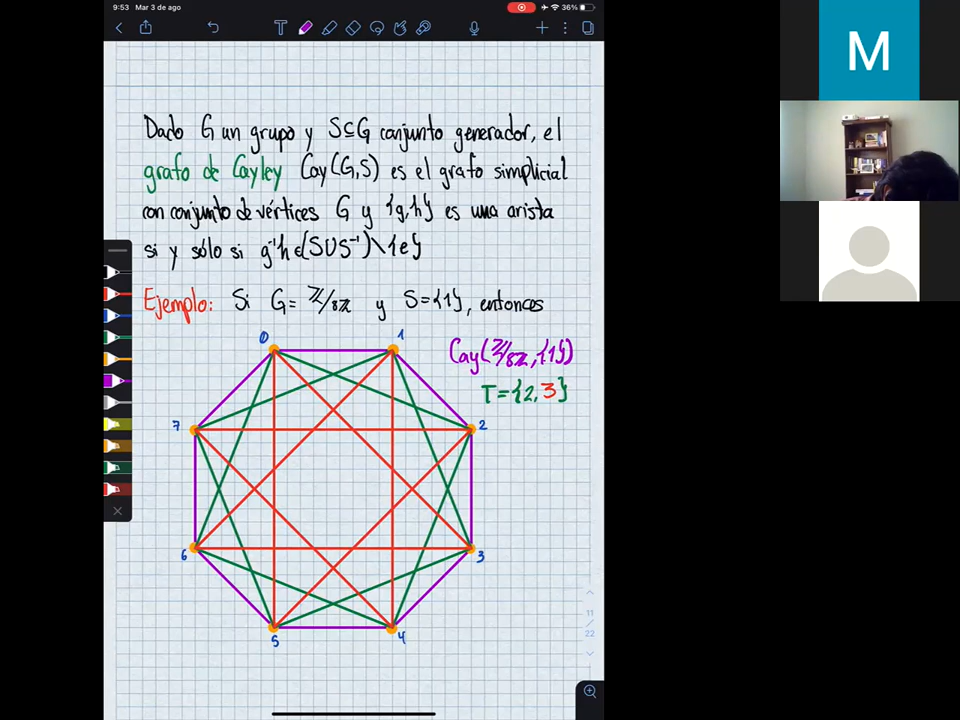 9:53 Mar 3 de ago
36%
M
Dado G un grupo y S⊆G conjunto generador, el
grafo de Cayley Cay(G,S) es el grafo simplicial
con conjunto de vértices G y {g,h} es una arista
si y sólo si g⁻¹h ∈ (S∪S⁻¹)\{e}
Ejemplo: Si G = ℤ/8ℤ y S={1}, entonces
0 1
Cay(ℤ/8ℤ,{1})
T={2,3}
7 2
6 3
5 4
11
/
22